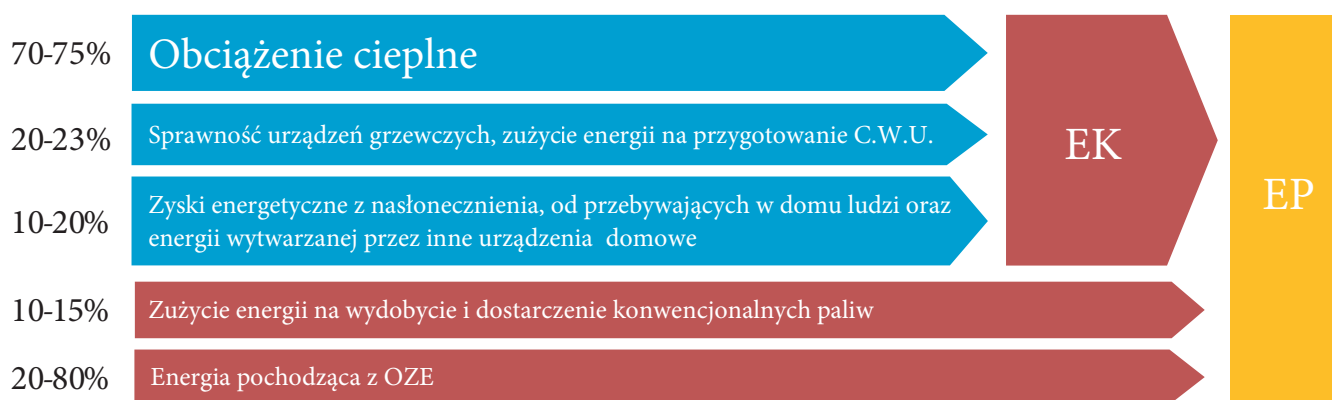 70-75%
Obciążenie cieplne
20-23%
Sprawność urządzeń grzewczych, zużycie energii na przygotowanie C.W.U.
10-20%
Zyski energetyczne z nasłonecznienia, od przebywających w domu ludzi oraz
energii wytwarzanej przez inne urządzenia domowe
EK
10-15%
Zużycie energii na wydobycie i dostarczenie konwencjonalnych paliw
20-80%
Energia pochodząca z OZE
EP